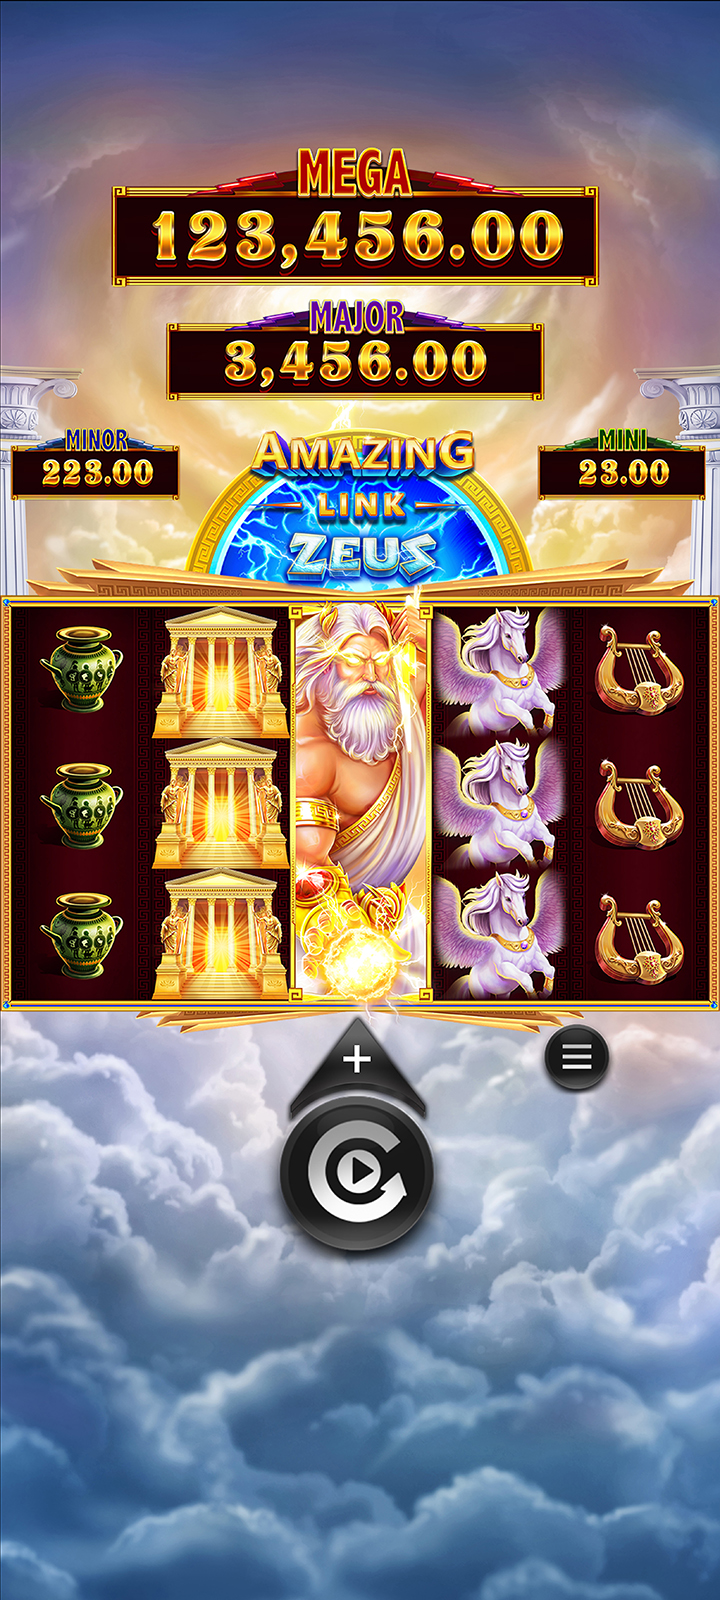 MEGA
123,456.00
MAJOR
3,456.00
MINOR
223.00
AMAZING
LINK
ZEUS
MINI
23.00